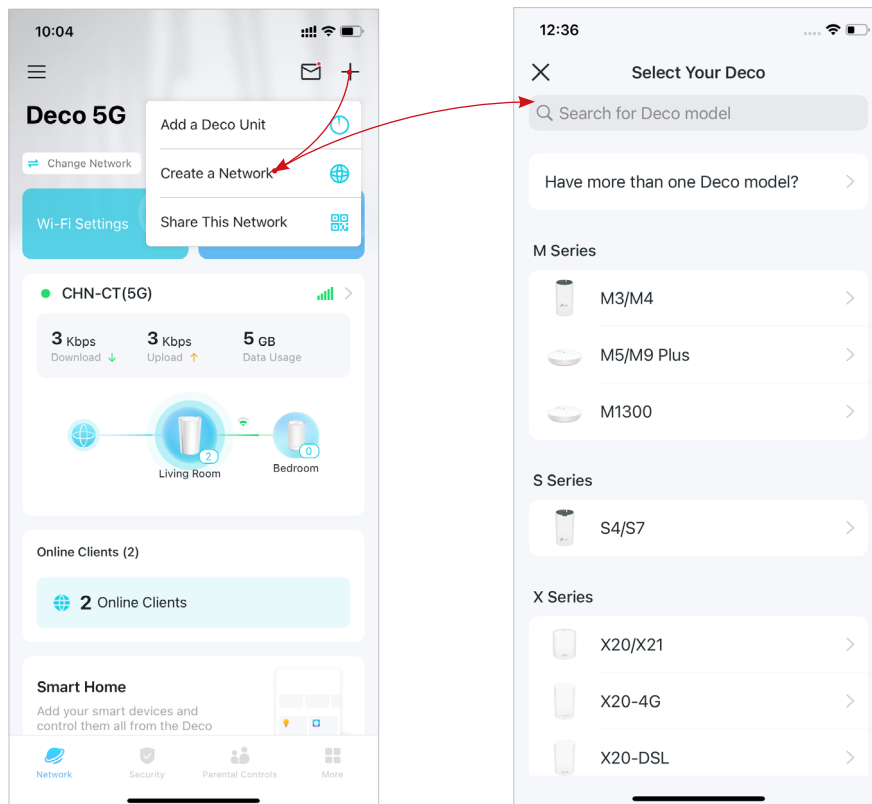 10:04
Deco 5G
Add a Deco Unit
Change Network
Create a Network
Wi-Fi Settings
Share This Network
CHN-CT(5G)
3 Kbps
Download
3 Kbps
Upload
5 GB
Data Usage
2
Living Room
0
Bedroom
Online Clients (2)
2 Online Clients
Smart Home
Add your smart devices and
control them all from the Deco
Network
Security
Parental Controls
More
12:36
Select Your Deco
Search for Deco model
Have more than one Deco model?
M Series
M3/M4
M5/M9 Plus
M1300
S Series
S4/S7
X Series
X20/X21
X20-4G
X20-DSL